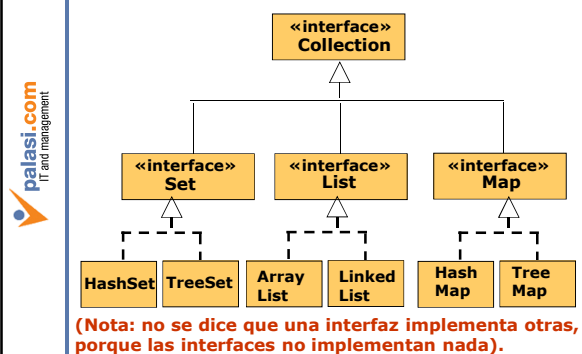 «interface»
Collection
«interface»
Set
«interface»
List
«interface»
Map
HashSet
TreeSet
Array
List
Linked
List
Hash
Map
Tree
Map
(Nota: no se dice que una interfaz implementa otras,
porque las interfaces no implementan nada).
palasi.com
IT and management